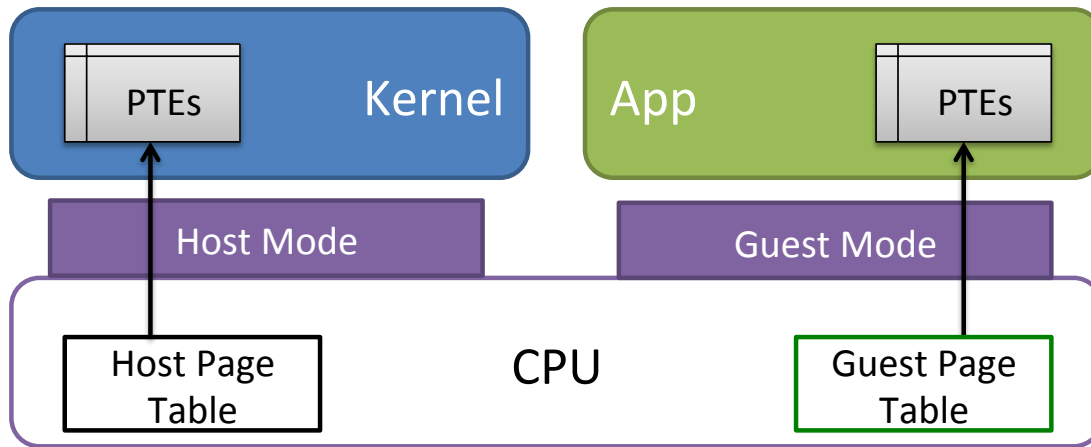 PTEs
Kernel
App
PTEs
Host Mode
Guest Mode
Host Page
Table
CPU
Guest Page
Table